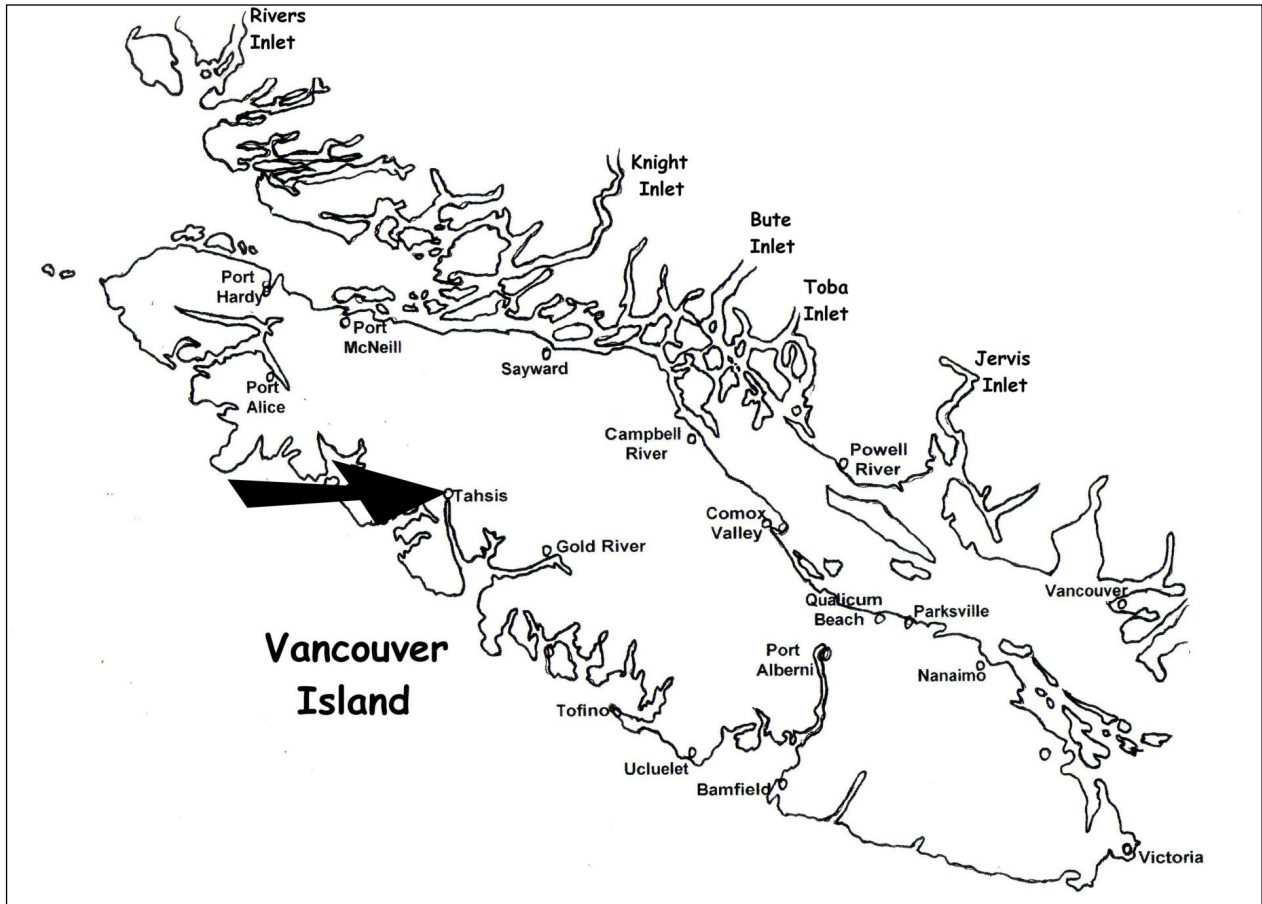 Rivers
Inlet
Knight
Inlet
Bute
Inlet
Toba
Inlet
Port
Hardy
Port
McNeill
Sayward
Jervis
Inlet
Port
Alice
Campbell
River
Powell
River
Tahsis
Comox
Valley
Gold River
Vancouver
Qualicum
Beach
Parksville
Vancouver
Island
Port
Alberni
Nanaimo
Tofino
Ucluelet
Bamfield
Victoria